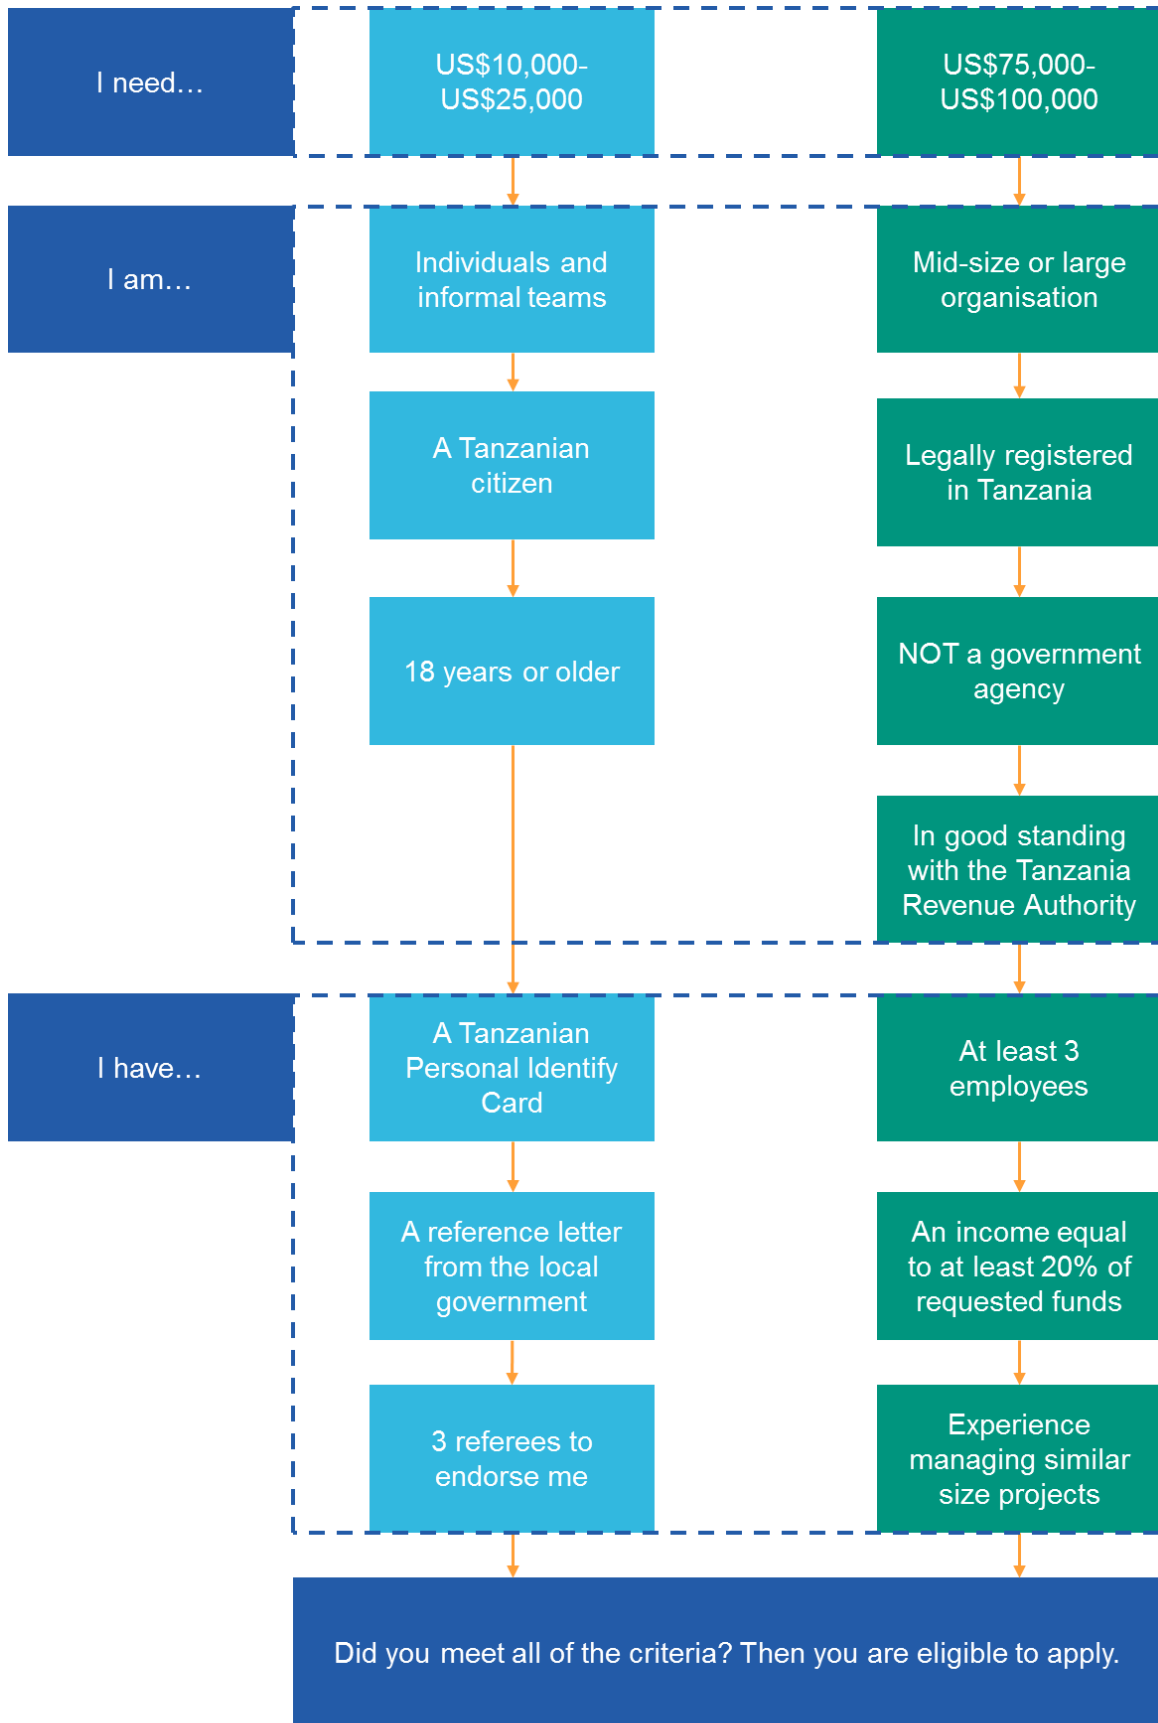 I need…
US$10,000-
US$25,000
US$75,000-
US$100,000
I am…
Individuals and
informal teams
Mid-size or large
organisation
A Tanzanian
citizen
Legally registered
in Tanzania
18 years or older
NOT a government
agency
In good standing
with the Tanzania
Revenue Authority
I have…
A Tanzanian
Personal Identify
Card
At least 3
employees
A reference letter
from the local
government
An income equal
to at least 20% of
requested funds
3 referees to
endorse me
Experience
managing similar
size projects
Did you meet all of the criteria? Then you are eligible to apply.